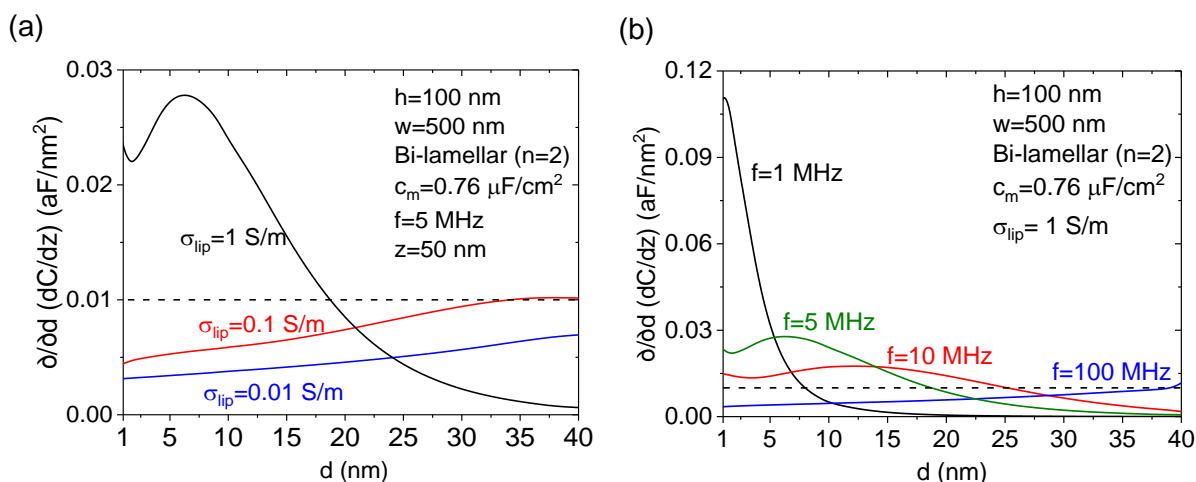 (a)
∂/∂d (dC/dz) (aF/nm²)
0.03
0.02
0.01
0.00
h=100 nm
w=500 nm
Bi-lamellar (n=2)
cₘ=0.76 μF/cm²
f=5 MHz
z=50 nm
σ_lip=1 S/m
σ_lip=0.1 S/m
σ_lip=0.01 S/m
1 5 10 15 20 25 30 35 40
d (nm)
(b)
∂/∂d (dC/dz) (aF/nm²)
0.12
0.09
0.06
0.03
0.00
h=100 nm
w=500 nm
Bi-lamellar (n=2)
cₘ=0.76 μF/cm²
σ_lip= 1 S/m
f=1 MHz
f=5 MHz
f=10 MHz
f=100 MHz
1 5 10 15 20 25 30 35 40
d (nm)